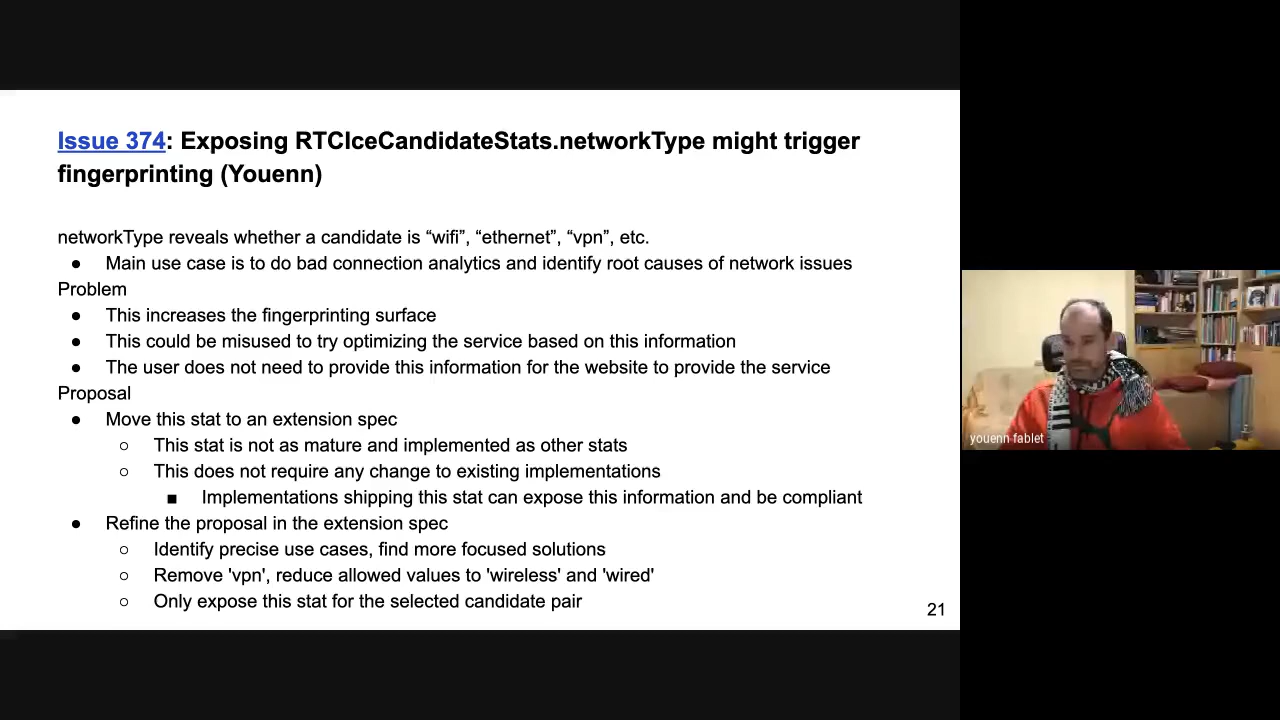 Issue 374: Exposing RTCIceCandidateStats.networkType might trigger
fingerprinting (Youenn)
networkType reveals whether a candidate is “wifi”, “ethernet”, “vpn”, etc.
● Main use case is to do bad connection analytics and identify root causes of network issues
Problem
● This increases the fingerprinting surface
● This could be misused to try optimizing the service based on this information
● The user does not need to provide this information for the website to provide the service
Proposal
● Move this stat to an extension spec
○ This stat is not as mature and implemented as other stats
○ This does not require any change to existing implementations
■ Implementations shipping this stat can expose this information and be compliant
● Refine the proposal in the extension spec
○ Identify precise use cases, find more focused solutions
○ Remove 'vpn', reduce allowed values to 'wireless' and 'wired'
○ Only expose this stat for the selected candidate pair
21
youenn fablet